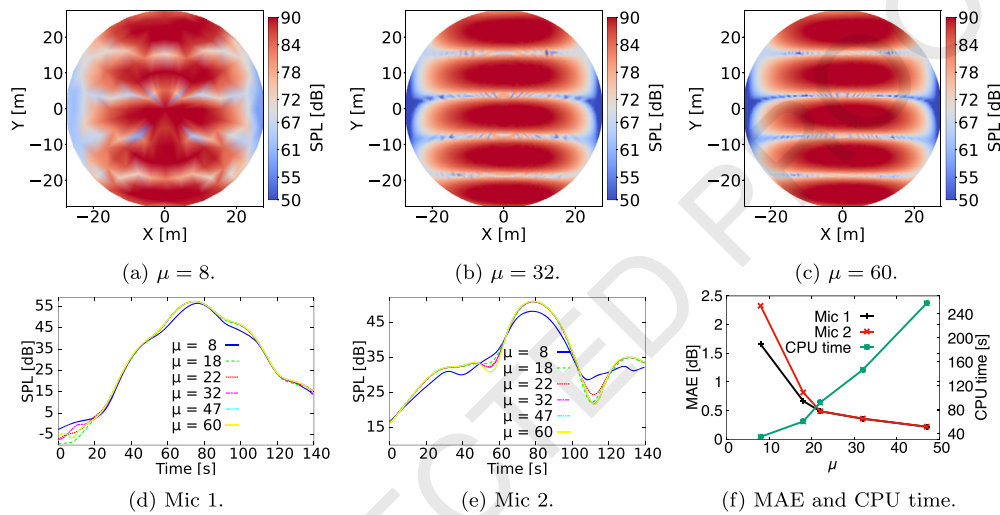 20
10
0
−10
−20
Y [m]
−20 0 20
X [m]
90
84
78
72
67
61
55
50
SPL [dB]
(a) μ = 8.
20
10
0
−10
−20
Y [m]
−20 0 20
X [m]
90
84
78
72
67
61
55
50
SPL [dB]
(b) μ = 32.
20
10
0
−10
−20
Y [m]
−20 0 20
X [m]
90
84
78
72
67
61
55
50
SPL [dB]
(c) μ = 60.
55
45
35
25
15
5
-5
SPL [dB]
μ = 8
μ = 18
μ = 22
μ = 32
μ = 47
μ = 60
0 20 40 60 80 100 120 140
Time [s]
(d) Mic 1.
45
35
25
15
SPL [dB]
μ = 8
μ = 18
μ = 22
μ = 32
μ = 47
μ = 60
0 20 40 60 80 100 120 140
Time [s]
(e) Mic 2.
2.5
2
1.5
1
0.5
0
MAE [dB]
Mic 1
Mic 2
CPU time
240
200
160
120
80
40
CPU time [s]
0 10 20 30 40
μ
(f) MAE and CPU time.